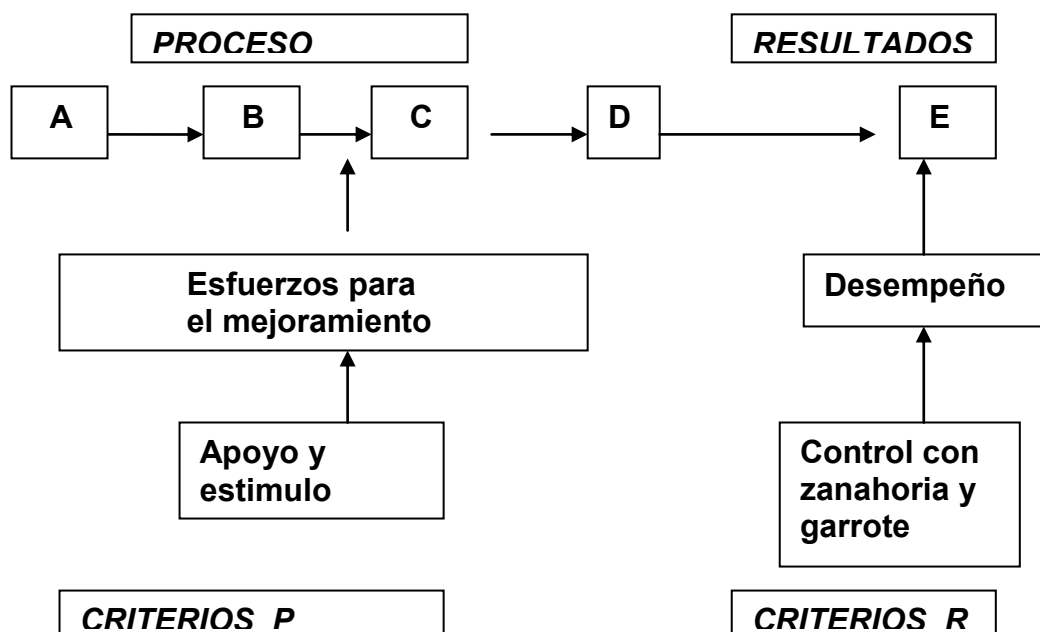 PROCESO
RESULTADOS
A
B
C
D
E
Esfuerzos para
el mejoramiento
Desempeño
Apoyo y
estimulo
Control con
zanahoria y
garrote
CRITERIOS P
CRITERIOS R